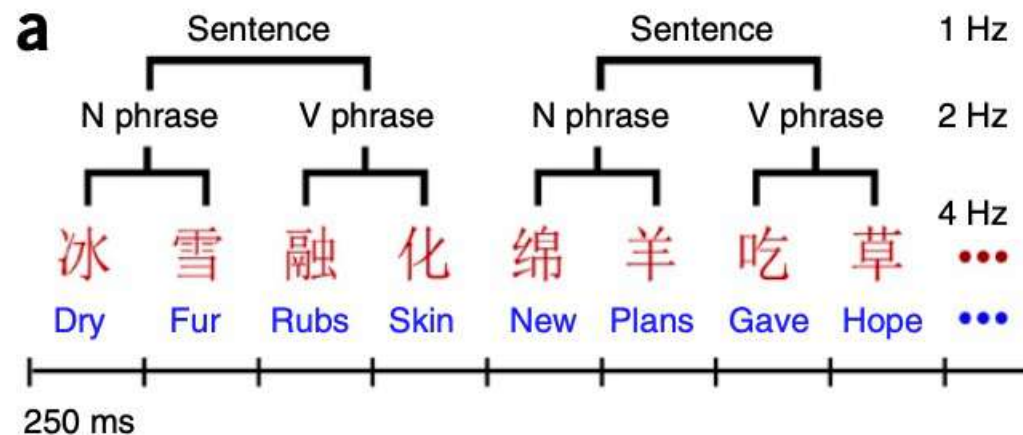 a
Sentence Sentence 1 Hz
N phrase V phrase N phrase V phrase 2 Hz
4 Hz
冰 雪 融 化 绵 羊 吃 草 •••
Dry Fur Rubs Skin New Plans Gave Hope •••
250 ms